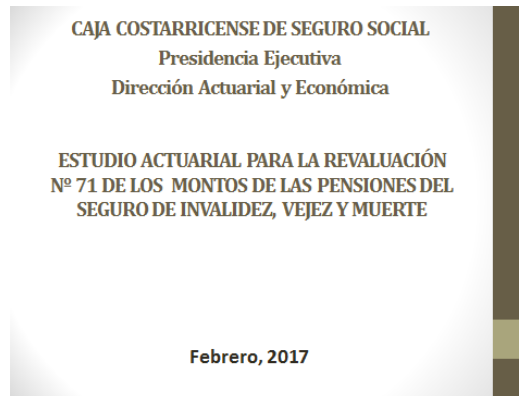 CAJA COSTARRICENSE DE SEGURO SOCIAL
Presidencia Ejecutiva
Dirección Actuarial y Económica
ESTUDIO ACTUARIAL PARA LA REVALUACIÓN
Nº 71 DE LOS MONTOS DE LAS PENSIONES DEL
SEGURO DE INVALIDEZ, VEJEZ Y MUERTE
Febrero, 2017